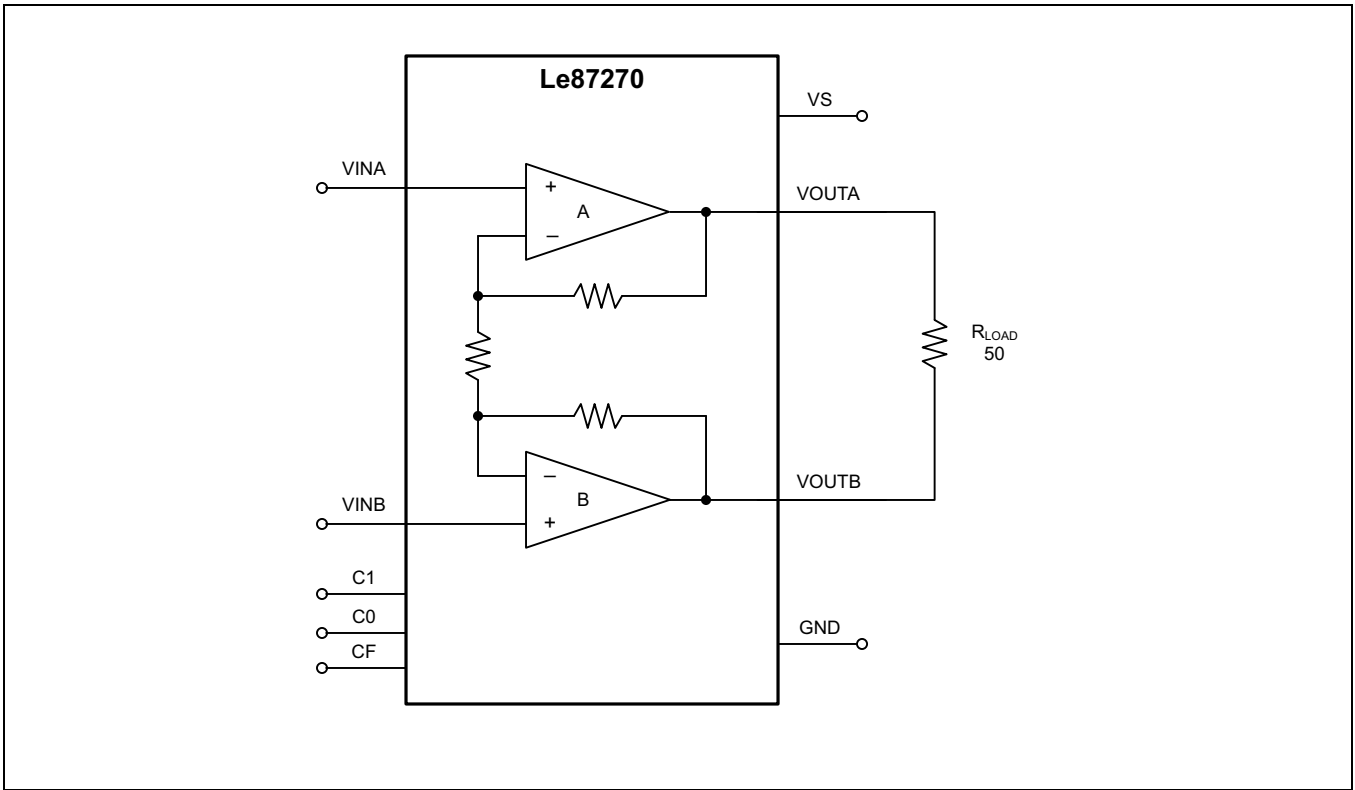 Le87270
VS
VINA
VOUTA
+
A
–
RLOAD
50
–
B
+
VOUTB
VINB
C1
C0
CF
GND